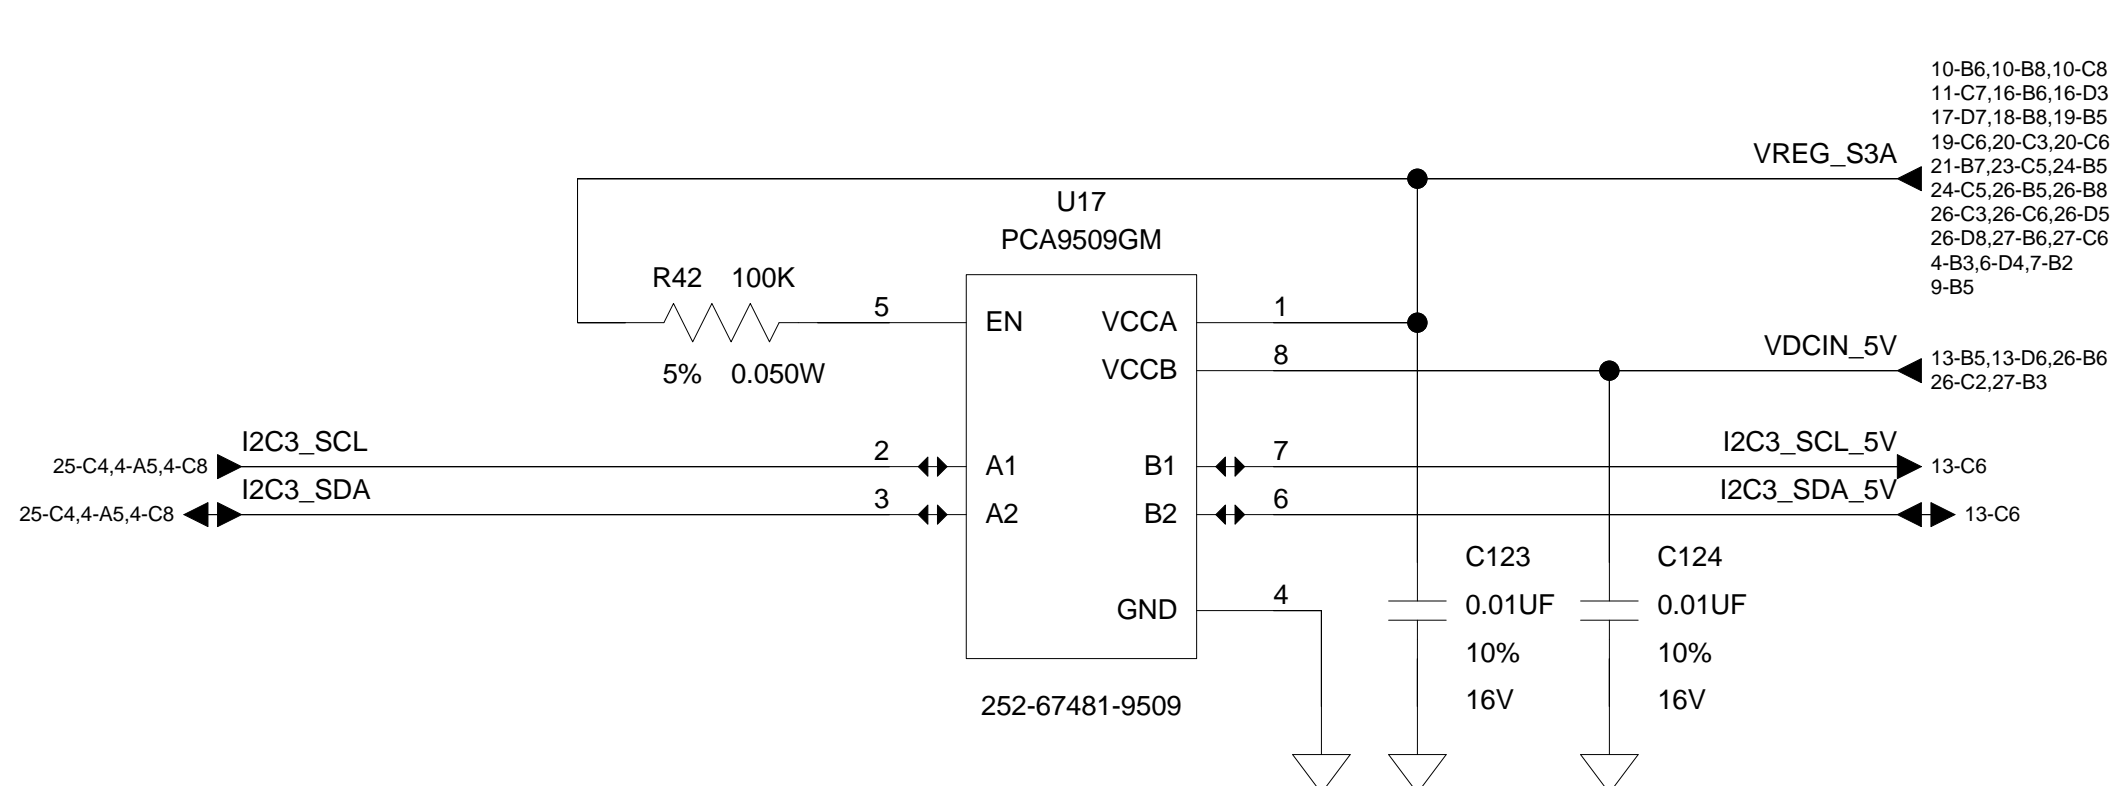 10-B6,10-B8,10-C8
11-C7,16-B6,16-D3
17-D7,18-B8,19-B5
19-C6,20-C3,20-C6
21-B7,23-C5,24-B5
24-C5,26-B5,26-B8
26-C3,26-C6,26-D5
26-D8,27-B6,27-C6
4-B3,6-D4,7-B2
9-B5
VREG_S3A
U17
PCA9509GM
R42 100K
5% 0.050W
5 EN VCCA 1
VCCB 8
VDCIN_5V
13-B5,13-D6,26-B6
26-C2,27-B3
I2C3_SCL
25-C4,4-A5,4-C8
2 A1 B1 7
I2C3_SCL_5V
13-C6
I2C3_SDA
25-C4,4-A5,4-C8
3 A2 B2 6
I2C3_SDA_5V
13-C6
GND 4
252-67481-9509
C123
0.01UF
10%
16V
C124
0.01UF
10%
16V